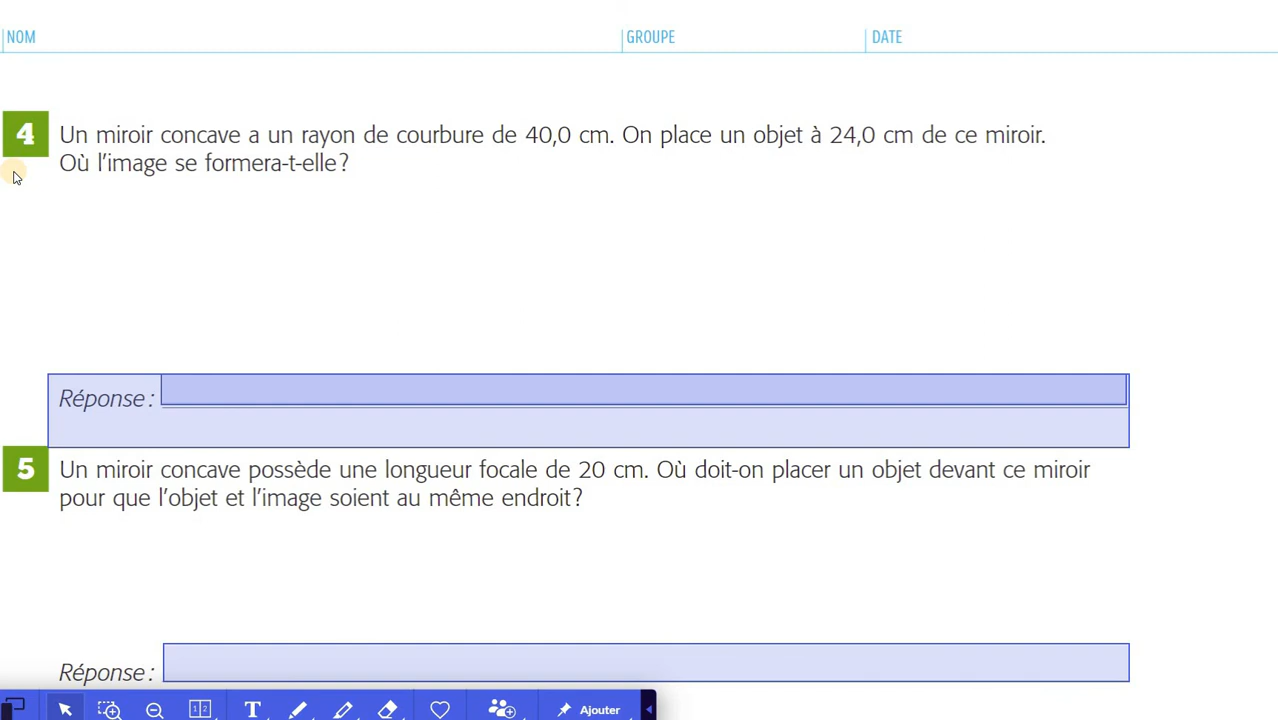 NOM GROUPE DATE
4 Un miroir concave a un rayon de courbure de 40,0 cm. On place un objet à 24,0 cm de ce miroir.
Où l’image se formera-t-elle ?
Réponse :
5 Un miroir concave possède une longueur focale de 20 cm. Où doit-on placer un objet devant ce miroir
pour que l’objet et l’image soient au même endroit ?
Réponse :
1 2 T Ajouter